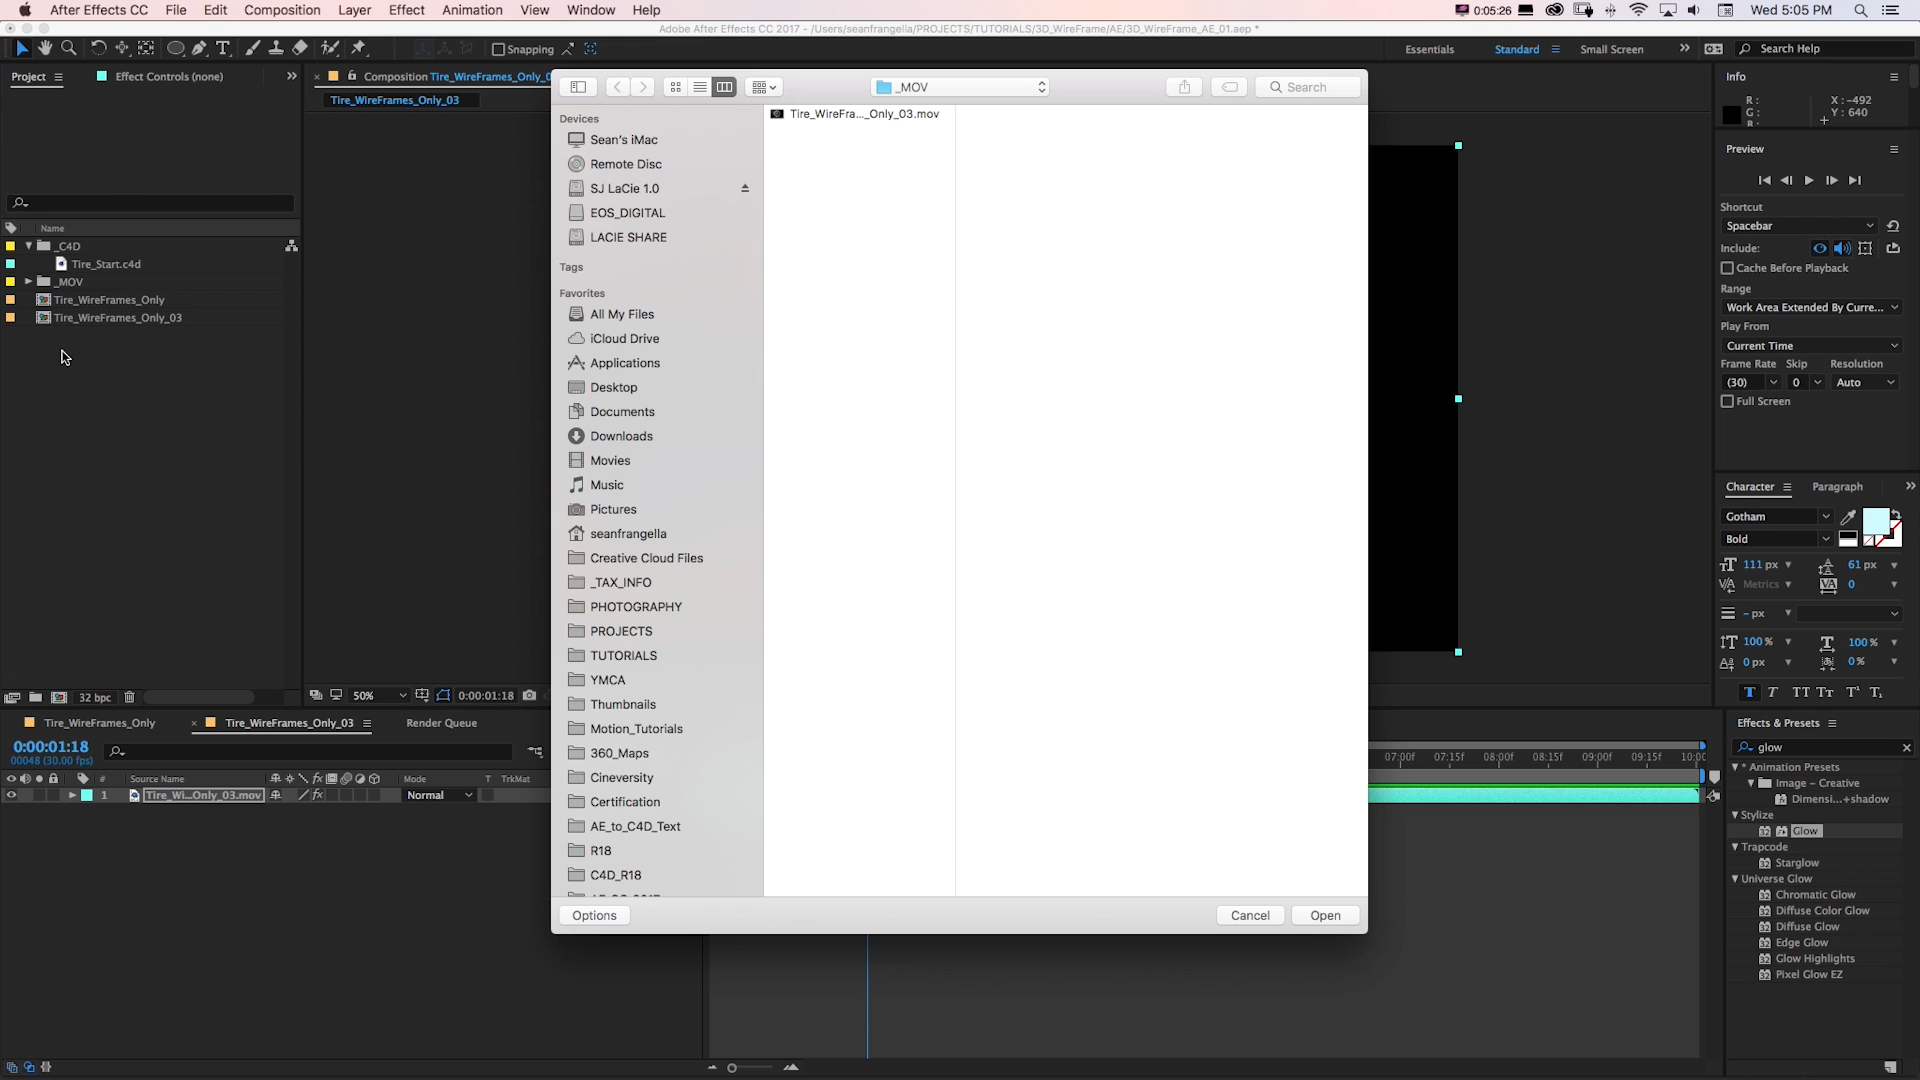 After Effects CC File Edit Composition Layer Effect Animation View Window Help 0:05:26 Wed 5:05 PM
Adobe After Effects CC 2017 - /Users/seanfrangella/PROJECTS/TUTORIALS/3D_WireFrame/AE/3D_WireFrame_AE_01.aep *
Snapping Essentials Standard Small Screen Search Help
Project Effect Controls (none) Composition Tire_WireFrames_Only_0
Tire_WireFrames_Only_03
Name
_C4D
Tire_Start.c4d
_MOV
Tire_WireFrames_Only
Tire_WireFrames_Only_03
32 bpc
50% 0:00:01:18
_MOV
Search
Devices
Sean's iMac
Remote Disc
SJ LaCie 1.0
EOS_DIGITAL
LACIE SHARE
Tags
Favorites
All My Files
iCloud Drive
Applications
Desktop
Documents
Downloads
Movies
Music
Pictures
seanfrangella
Creative Cloud Files
_TAX_INFO
PHOTOGRAPHY
PROJECTS
TUTORIALS
YMCA
Thumbnails
Motion_Tutorials
360_Maps
Cineversity
Certification
AE_to_C4D_Text
R18
C4D_R18
Tire_WireFra..._Only_03.mov
Options Cancel Open
Info
R: X: -492
G: Y: 640
B:
Preview
Shortcut
Spacebar
Include:
Cache Before Playback
Range
Work Area Extended By Curre...
Play From
Current Time
Frame Rate Skip Resolution
(30) 0 Auto
Full Screen
Character Paragraph
Gotham
Bold
111 px 61 px
Metrics 0
- px
100 % 100 %
0 px 0 %
T T TT Tr T¹ T₁
Tire_WireFrames_Only Tire_WireFrames_Only_03 Render Queue
0:00:01:18
00048 (30.00 fps)
# Source Name Mode T TrkMat
1 Tire_Wi...Only_03.mov Normal
07:00f 07:15f 08:00f 08:15f 09:00f 09:15f 10:00
Effects & Presets
glow
* Animation Presets
Image – Creative
Dimensi...+shadow
Stylize
Glow
Trapcode
Starglow
Universe Glow
Chromatic Glow
Diffuse Color Glow
Diffuse Glow
Edge Glow
Glow Highlights
Pixel Glow EZ